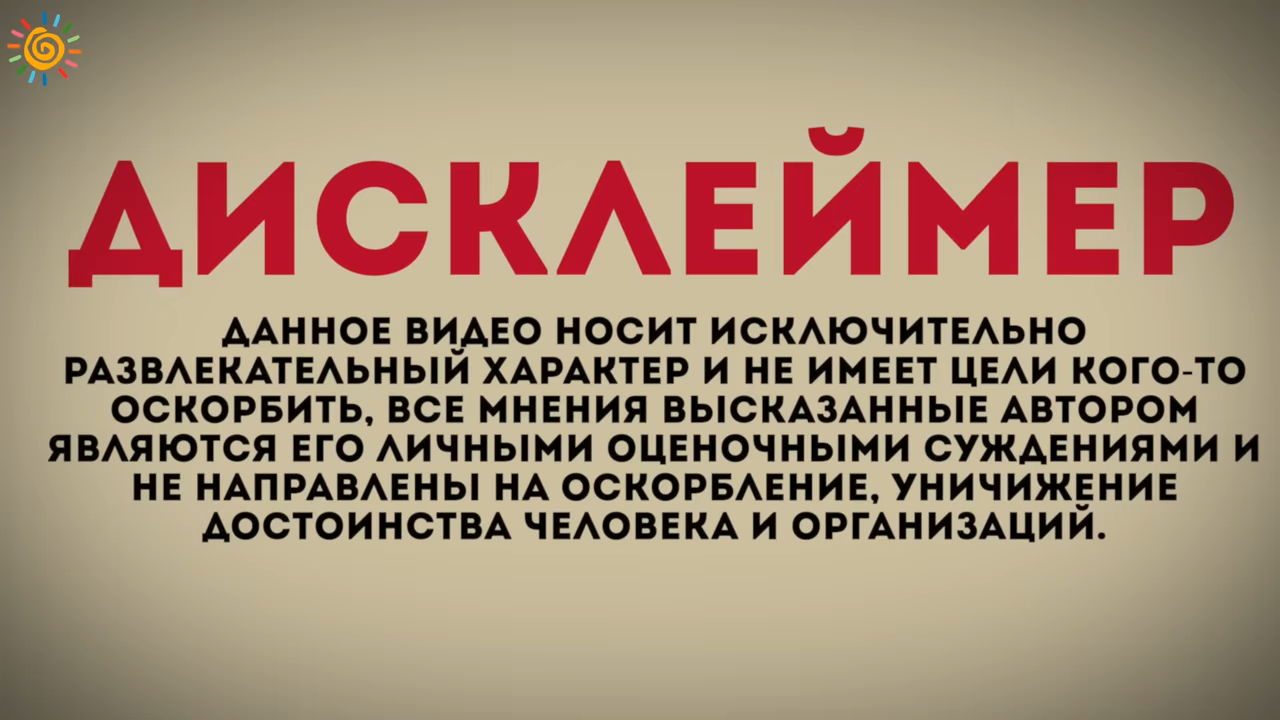 ДИСКЛЕЙМЕР
ДАННОЕ ВИДЕО НОСИТ ИСКЛЮЧИТЕЛЬНО
РАЗВЛЕКАТЕЛЬНЫЙ ХАРАКТЕР И НЕ ИМЕЕТ ЦЕЛИ КОГО-ТО
ОСКОРБИТЬ, ВСЕ МНЕНИЯ ВЫСКАЗАННЫЕ АВТОРОМ
ЯВЛЯЮТСЯ ЕГО ЛИЧНЫМИ ОЦЕНОЧНЫМИ СУЖДЕНИЯМИ И
НЕ НАПРАВЛЕНЫ НА ОСКОРБЛЕНИЕ, УНИЧИЖЕНИЕ
ДОСТОИНСТВА ЧЕЛОВЕКА И ОРГАНИЗАЦИЙ.